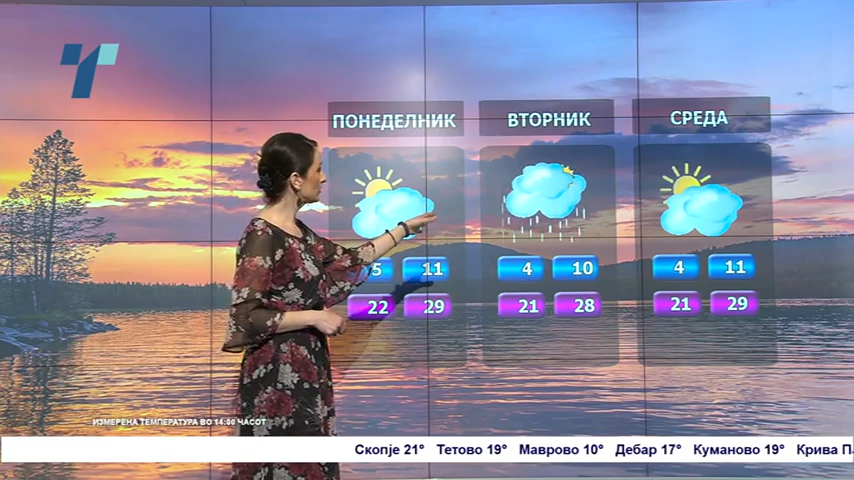 ПОНЕДЕЛНИК ВТОРНИК СРЕДА
5 11 4 10 4 11
22 29 21 28 21 29
ИЗМЕРЕНА ТЕМПЕРАТУРА ВО 14:00 ЧАСОТ
Скопје 21° Тетово 19° Маврово 10° Дебар 17° Куманово 19° Крива